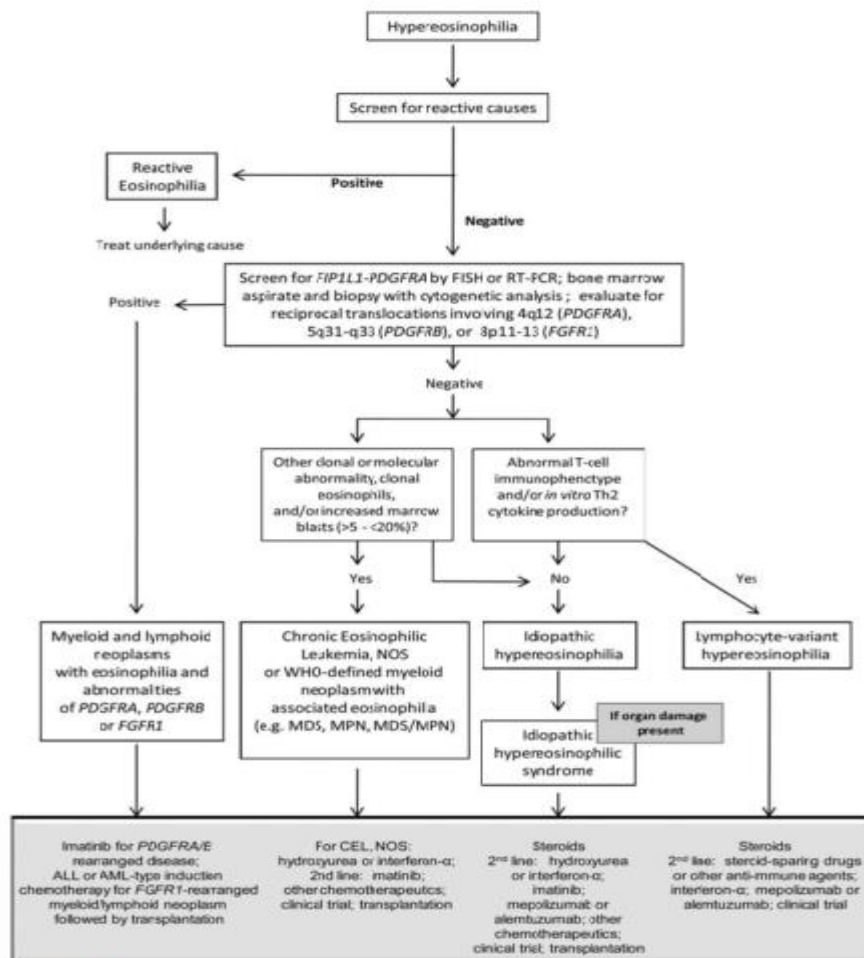 Hypereosinophilia
Screen for reactive causes
Reactive
Eosinophilia
Positive
Negative
Treat underlying cause
Screen for FIP1L1-PDGFRA by FISH or RT-PCR; bone marrow
aspirate and biopsy with cytogenetic analysis ; evaluate for
reciprocal translocations involving 4q12 (PDGFRA),
5q31-q33 (PDGFRB), or 8p11-13 (FGFR1)
Positive
Negative
Other clonal or molecular
abnormality, clonal
eosinophils,
and/or increased marrow
blasts (>5 - <20%)?
Abnormal T-cell
immunophenotype
and/or in vitro Th2
cytokine production?
Yes
No
Yes
Myeloid and lymphoid
neoplasms
with eosinophilia and
abnormalities
of PDGFRA, PDGFRB
or FGFR1
Chronic Eosinophilic
Leukemia, NOS
or WHO-defined myeloid
neoplasm with
associated eosinophilia
(e.g. MDS, MPN, MDS/MPN)
Idiopathic
hypereosinophilia
Lymphocyte-variant
hypereosinophilia
If organ damage
present
Idiopathic
hypereosinophilic
syndrome
Imatinib for PDGFRA/B
rearranged disease;
ALL or AML-type induction
chemotherapy for FGFR1-rearranged
myeloid/lymphoid neoplasm
followed by transplantation
For CEL, NOS:
hydroxyurea or interferon-α;
2nd line: imatinib;
other chemotherapeutics;
clinical trial; transplantation
Steroids
2nd line: hydroxyurea
or interferon-α;
imatinib;
mepolizumab or
alemtuzumab; other
chemotherapeutics;
clinical trial; transplantation
Steroids
2nd line: steroid-sparing drugs
or other anti-immune agents;
interferon-α; mepolizumab or
alemtuzumab; clinical trial